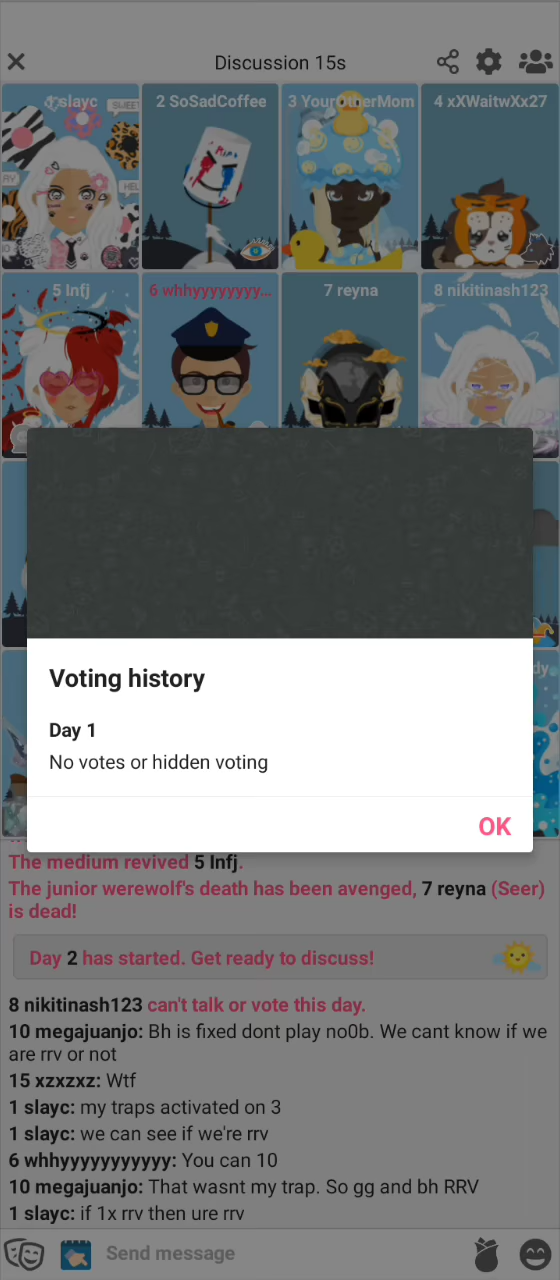 Discussion 15s
1 slayc
2 SoSadCoffee
3 YourOtherMom
4 xXWaitwXx27
SWEET
HEL
5 Infj
6 whhyyyyyyyy...
7 reyna
8 nikitinash123
dy
Voting history
Day 1
No votes or hidden voting
OK
The medium revived 5 Infj.
The junior werewolf's death has been avenged, 7 reyna (Seer)
is dead!
Day 2 has started. Get ready to discuss!
8 nikitinash123 can't talk or vote this day.
10 megajuanjo: Bh is fixed dont play no0b. We cant know if we
are rrv or not
15 xzxzxz: Wtf
1 slayc: my traps activated on 3
1 slayc: we can see if we're rrv
6 whhyyyyyyyyyyy: You can 10
10 megajuanjo: That wasnt my trap. So gg and bh RRV
1 slayc: if 1x rrv then ure rrv
Send message